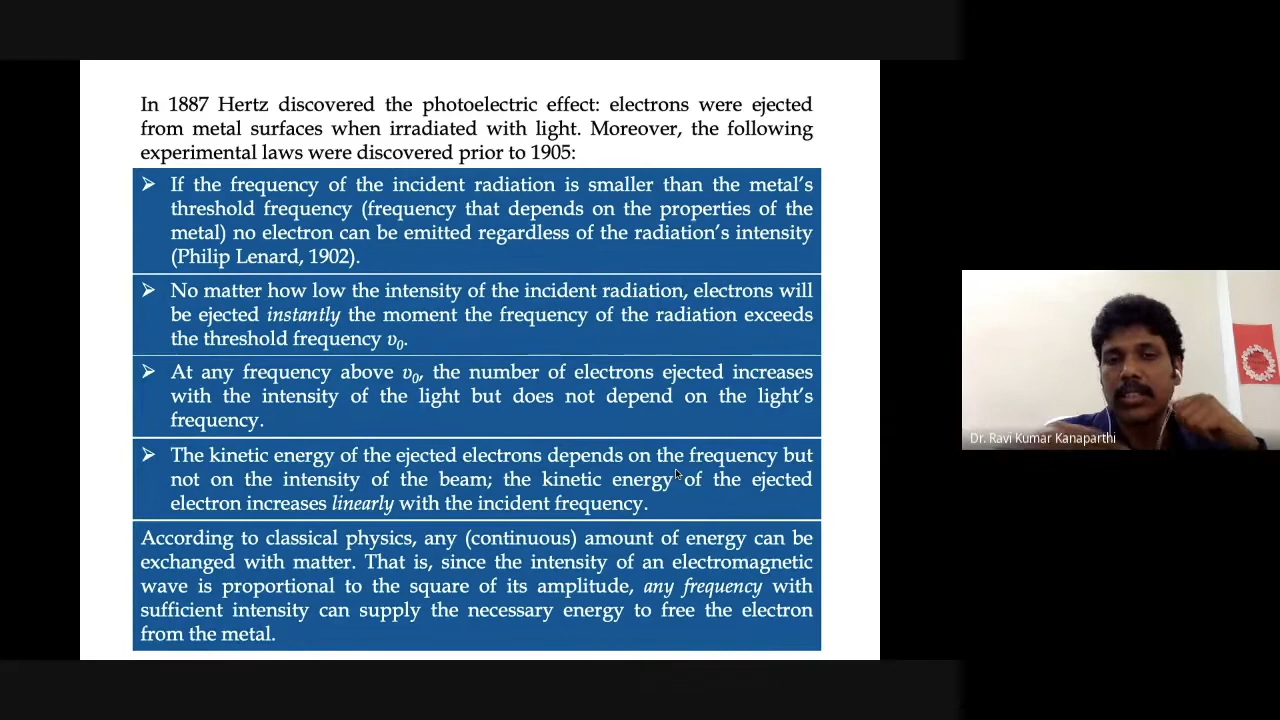 In 1887 Hertz discovered the photoelectric effect: electrons were ejected
from metal surfaces when irradiated with light. Moreover, the following
experimental laws were discovered prior to 1905:
➢ If the frequency of the incident radiation is smaller than the metal's
threshold frequency (frequency that depends on the properties of the
metal) no electron can be emitted regardless of the radiation's intensity
(Philip Lenard, 1902).
➢ No matter how low the intensity of the incident radiation, electrons will
be ejected instantly the moment the frequency of the radiation exceeds
the threshold frequency υ₀.
➢ At any frequency above υ₀, the number of electrons ejected increases
with the intensity of the light but does not depend on the light's
frequency.
➢ The kinetic energy of the ejected electrons depends on the frequency but
not on the intensity of the beam; the kinetic energy of the ejected
electron increases linearly with the incident frequency.
According to classical physics, any (continuous) amount of energy can be
exchanged with matter. That is, since the intensity of an electromagnetic
wave is proportional to the square of its amplitude, any frequency with
sufficient intensity can supply the necessary energy to free the electron
from the metal.
Dr. Ravi Kumar Kanaparthi